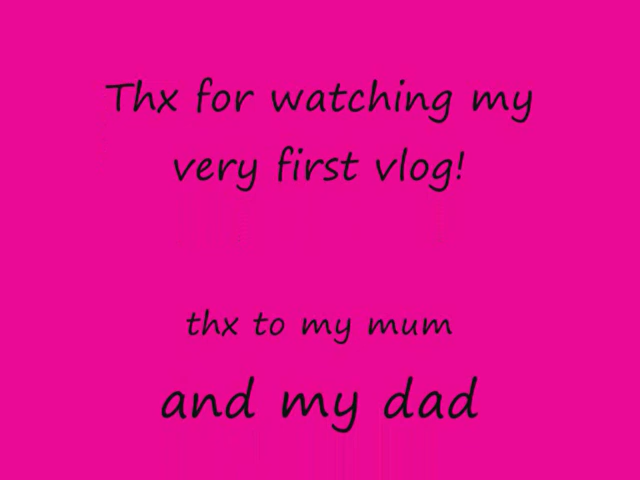 Thx for watching my
very first vlog!
thx to my mum
and my dad